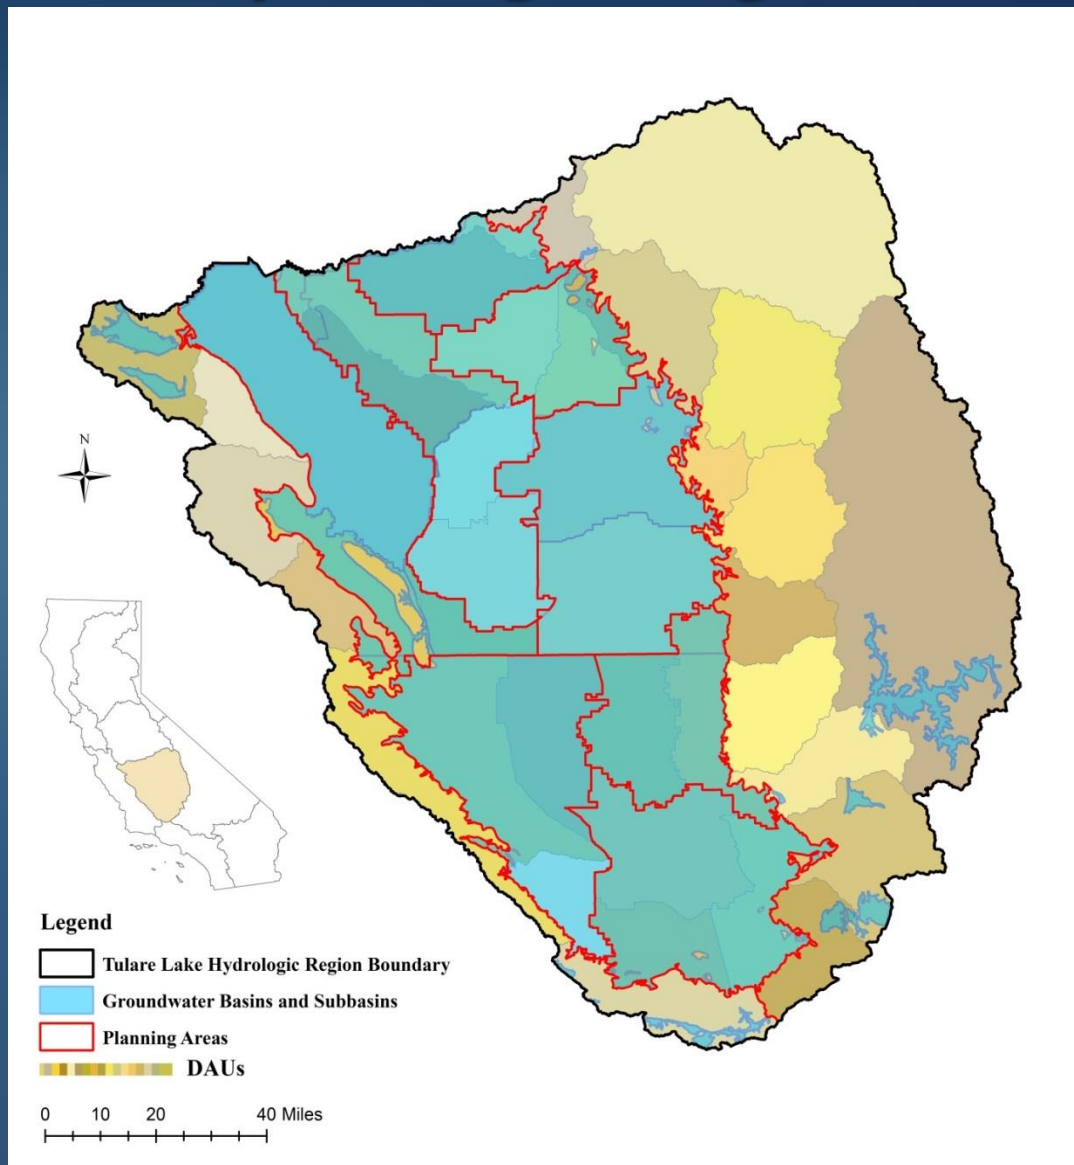 N
Legend
Tulare Lake Hydrologic Region Boundary
Groundwater Basins and Subbasins
Planning Areas
DAUs
0 10 20 40 Miles